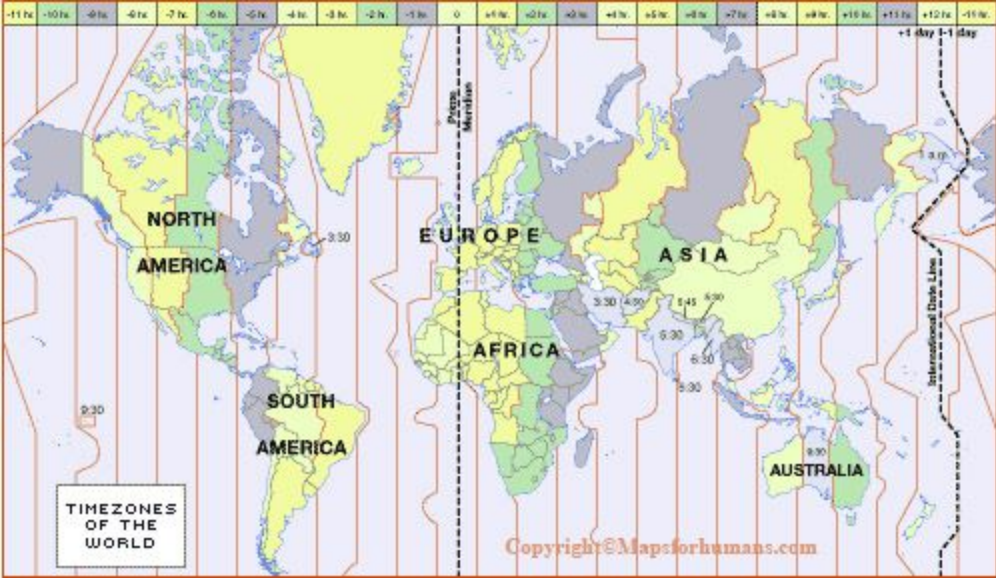 -11 hr. -10 hr. -9 hr. -8 hr. -7 hr. -6 hr. -5 hr. -4 hr. -3 hr. -2 hr. -1 hr. 0 +1 hr. +2 hr. +3 hr. +4 hr. +5 hr. +6 hr. +7 hr. +8 hr. +9 hr. +10 hr. +11 hr. +12 hr. -11 hr.
+1 day -1 day
Prime
Meridian
1 a.m.
NORTH
AMERICA
3:30
EUROPE
ASIA
3:30 4:30 5:45
5:30
6:30
5:30
International Date Line
AFRICA
SOUTH
AMERICA
9:30
9:30
AUSTRALIA
TIMEZONES
OF THE
WORLD
Copyright©Mapsforhumans.com